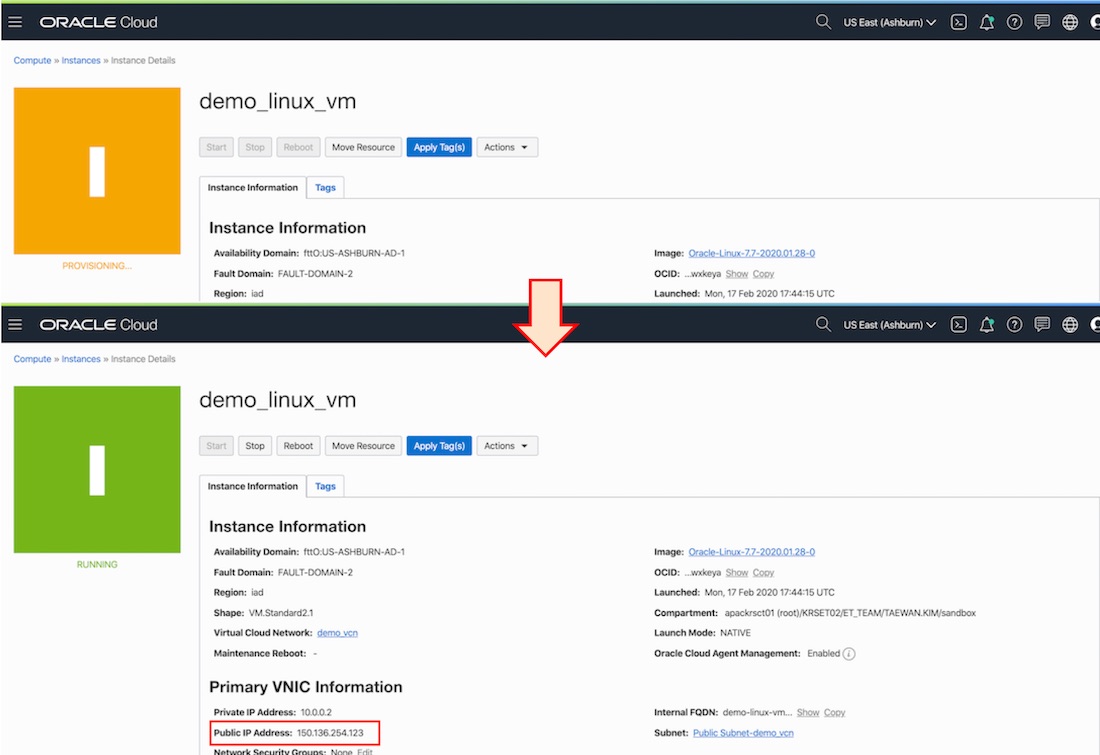 ORACLE Cloud
US East (Ashburn)
Compute » Instances » Instance Details
demo_linux_vm
Start Stop Reboot Move Resource Apply Tag(s) Actions
Instance Information Tags
Instance Information
Availability Domain: fttO:US-ASHBURN-AD-1 Image: Oracle-Linux-7.7-2020.01.28-0
Fault Domain: FAULT-DOMAIN-2 OCID: ...wxkeya Show Copy
Region: iad Launched: Mon, 17 Feb 2020 17:44:15 UTC
PROVISIONING...
ORACLE Cloud
US East (Ashburn)
Compute » Instances » Instance Details
demo_linux_vm
Start Stop Reboot Move Resource Apply Tag(s) Actions
Instance Information Tags
Instance Information
Availability Domain: fttO:US-ASHBURN-AD-1 Image: Oracle-Linux-7.7-2020.01.28-0
Fault Domain: FAULT-DOMAIN-2 OCID: ...wxkeya Show Copy
Region: iad Launched: Mon, 17 Feb 2020 17:44:15 UTC
Shape: VM.Standard2.1 Compartment: apackrsct01 (root)/KRSET02/ET_TEAM/TAEWAN.KIM/sandbox
Virtual Cloud Network: demo_vcn Launch Mode: NATIVE
Maintenance Reboot: - Oracle Cloud Agent Management: Enabled
RUNNING
Primary VNIC Information
Private IP Address: 10.0.0.2 Internal FQDN: demo-linux-vm... Show Copy
Public IP Address: 150.136.254.123 Subnet: Public Subnet-demo_vcn
Network Security Groups: None Edit